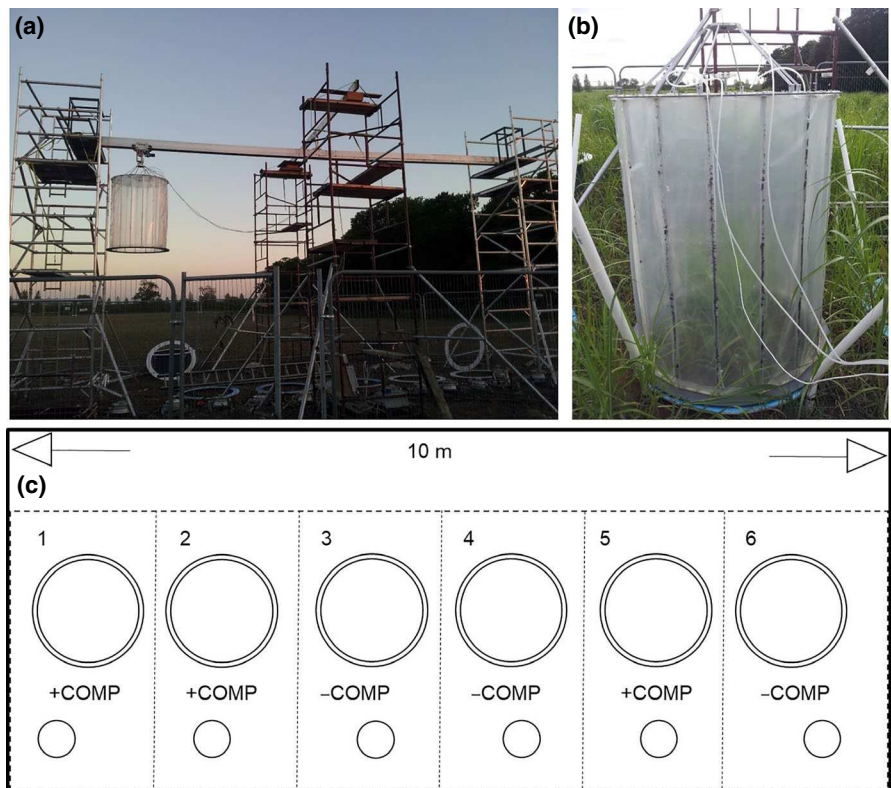 (a)
(b)
10 m
(c)
1 2 3 4 5 6
+COMP +COMP –COMP –COMP +COMP –COMP